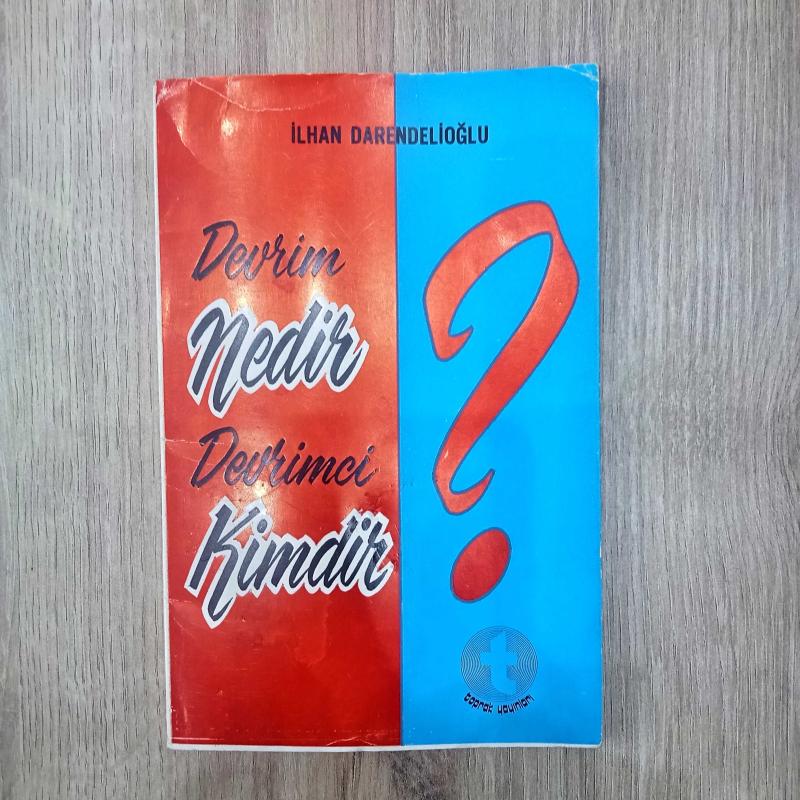 İLHAN DARENDELİOĞLU
Devrim
Nedir
Devrimci
Kimdir
?
t
toprak yayınları